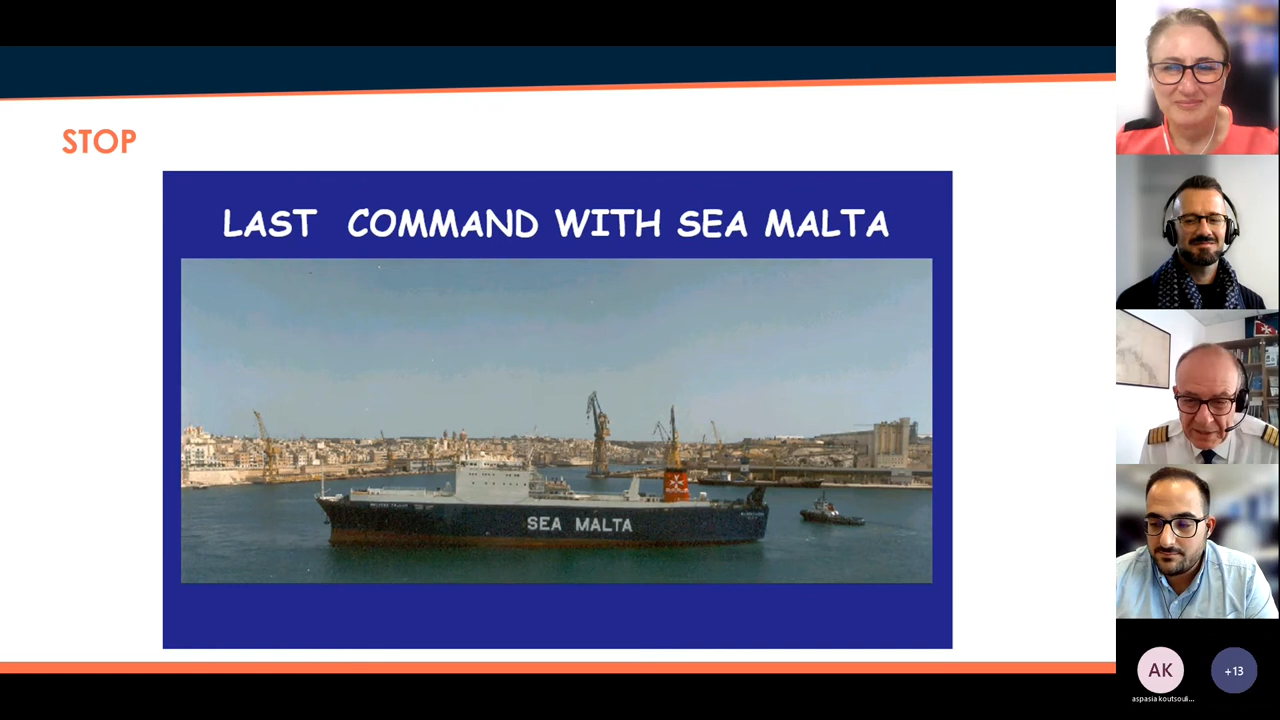 STOP
LAST COMMAND WITH SEA MALTA
SEA MALTA
AK
+13
aspasia koutsouli...